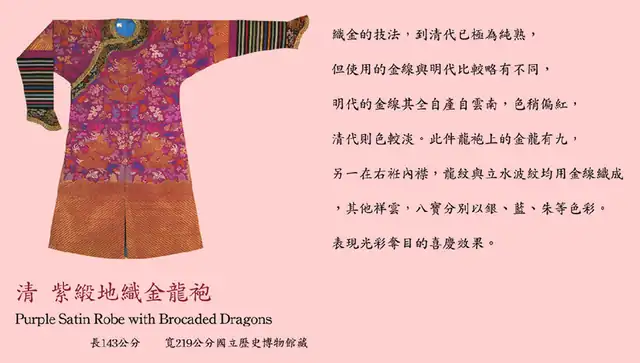 織金的技法，到清代已極為純熟，
但使用的金線與明代比較略有不同，
明代的金線其全自產自雲南，色稍偏紅，
清代則色較淡。此件龍袍上的金龍有九，
另一在右衽內襟，龍紋與立水波紋均用金線織成
，其他祥雲，八寶分別以銀、藍、朱等色彩。
表現光彩奪目的喜慶效果。
清 紫緞地織金龍袍
Purple Satin Robe with Brocaded Dragons
長143公分 寬219公分國立歷史博物館藏